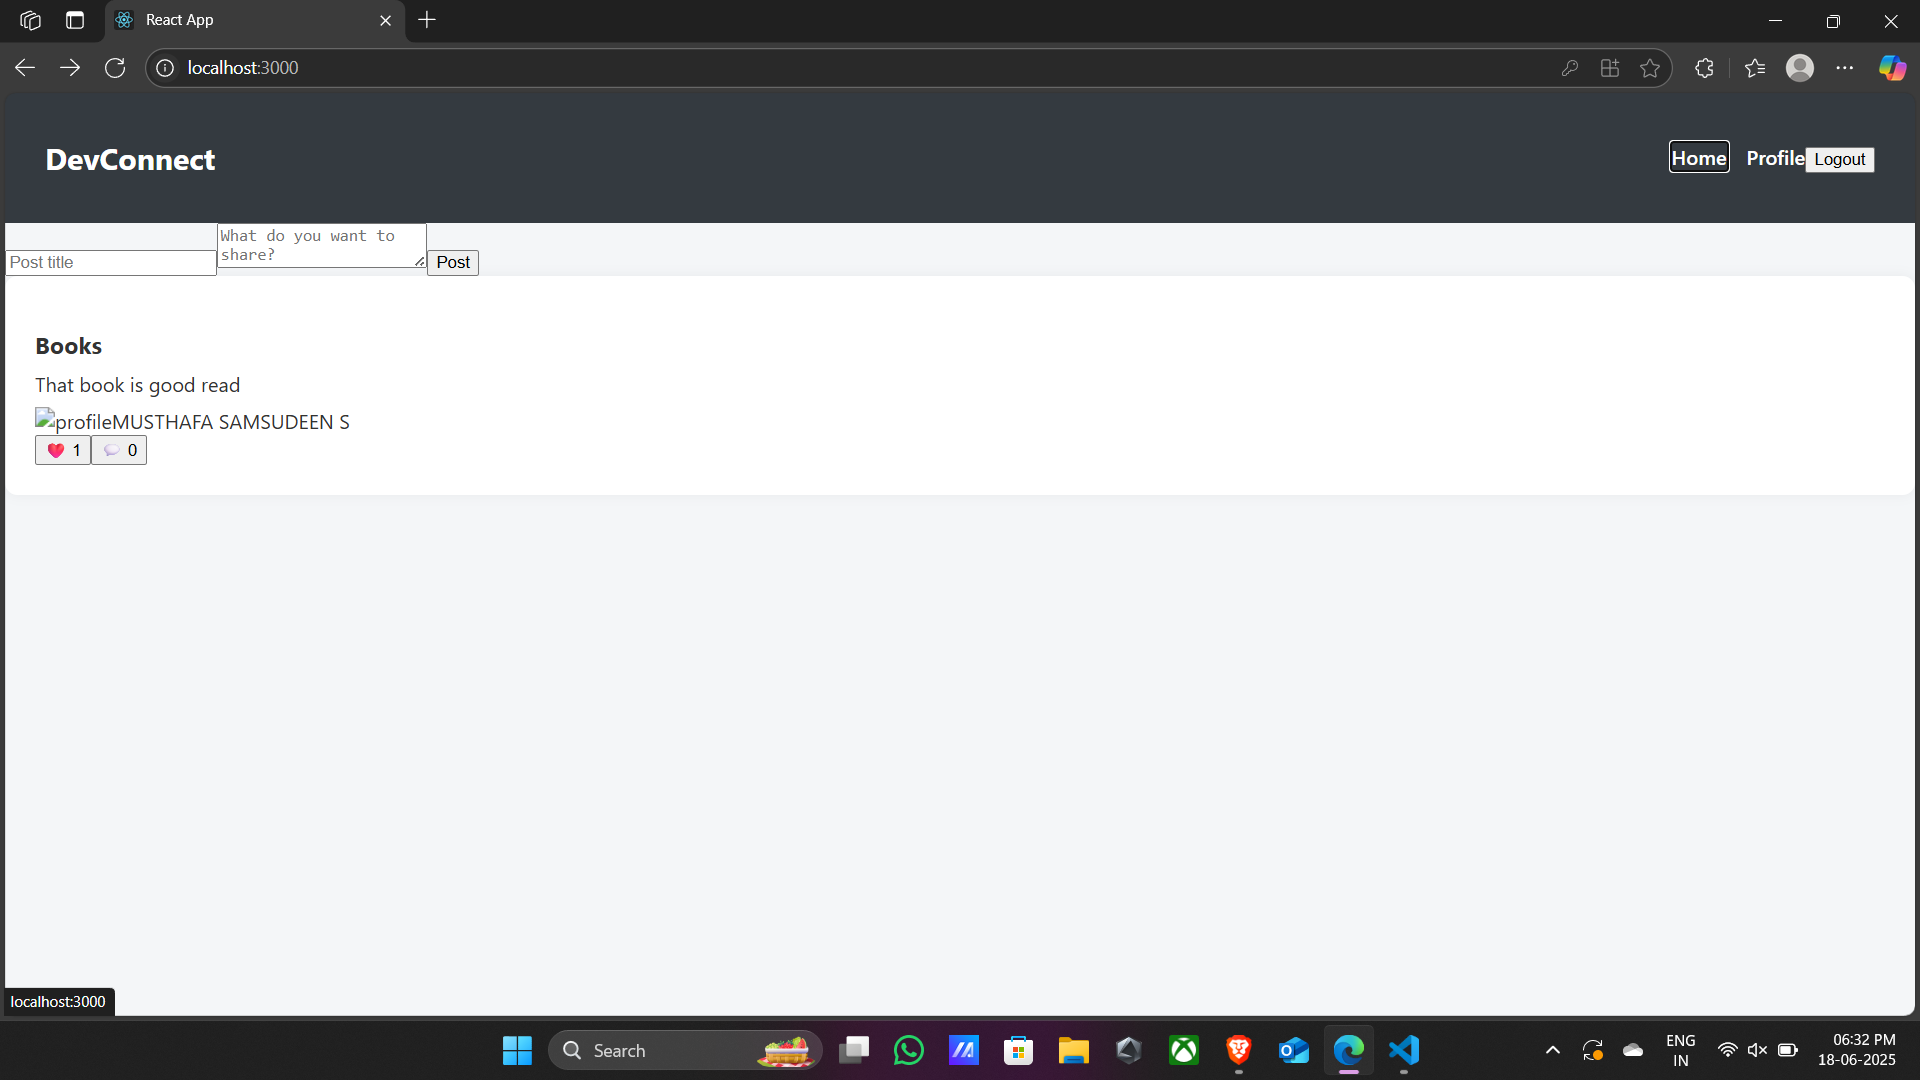 React App
localhost:3000
DevConnect
Home Profile Logout
What do you want to
share?
Post title
Post
Books
That book is good read
profileMUSTHAFA SAMSUDEEN S
❤️ 1 💬 0
localhost:3000
Search
ENG
IN
06:32 PM
18-06-2025